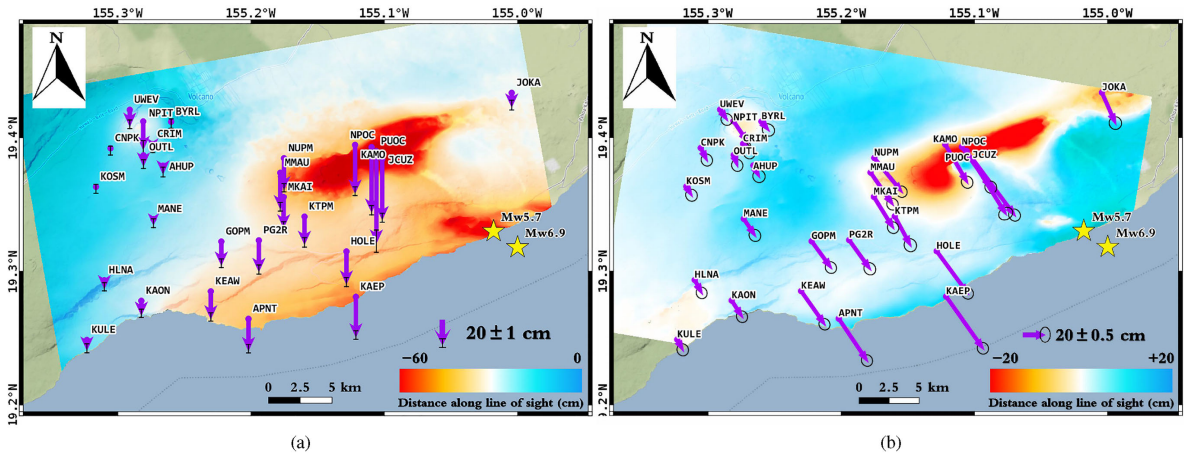 155.3°W 155.2°W 155.1°W 155.0°W
155.3°W 155.2°W 155.1°W 155.0°W
N
Volcano
JOKA
UWEV
NPIT BYRL
CNPK CRIM
OUTL
AHUP
KOSM
MANE
NUPM
MMAU
MKAI
NPOC PUOC
KAMO JCUZ
KTPM
GOPM PG2R
HOLE
Mw5.7
Mw6.9
HLNA
KAON
KEAW
APNT
KAEP
KULE
20 ± 1 cm
−60 0
0 2.5 5 km
Distance along line of sight (cm)
19.4°N
19.3°N
19.2°N
(a)
N
Volcano
JOKA
UWEV
NPIT BYRL
CNPK CRIM
OUTL
AHUP
KOSM
MANE
NUPM
MMAU
MKAI
KAMO NPOC
PUOC JCUZ
KTPM
GOPM PG2R
HOLE
Mw5.7
Mw6.9
HLNA
KAON
KEAW
APNT
KAEP
KULE
20 ± 0.5 cm
−20 +20
0 2.5 5 km
Distance along line of sight (cm)
19.4°N
19.3°N
19.2°N
(b)